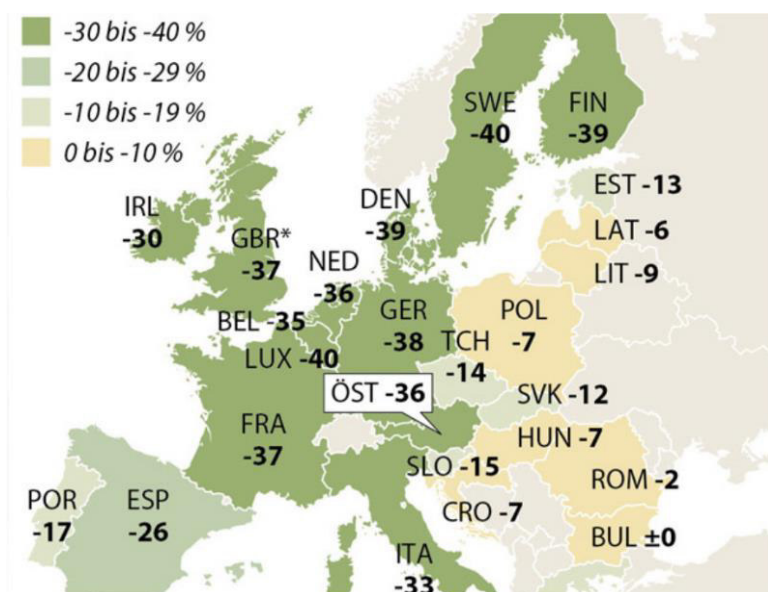 -30 bis -40 %
-20 bis -29 %
-10 bis -19 %
0 bis -10 %
SWE
-40
FIN
-39
EST -13
LAT -6
LIT -9
DEN
-39
IRL
-30
GBR*
-37
NED
-36
BEL -35
LUX -40
GER
-38
POL
-7
TCH
-14
ÖST -36
SVK -12
HUN -7
FRA
-37
SLO -15
ROM -2
CRO -7
BUL ±0
POR
-17
ESP
-26
ITA
-33